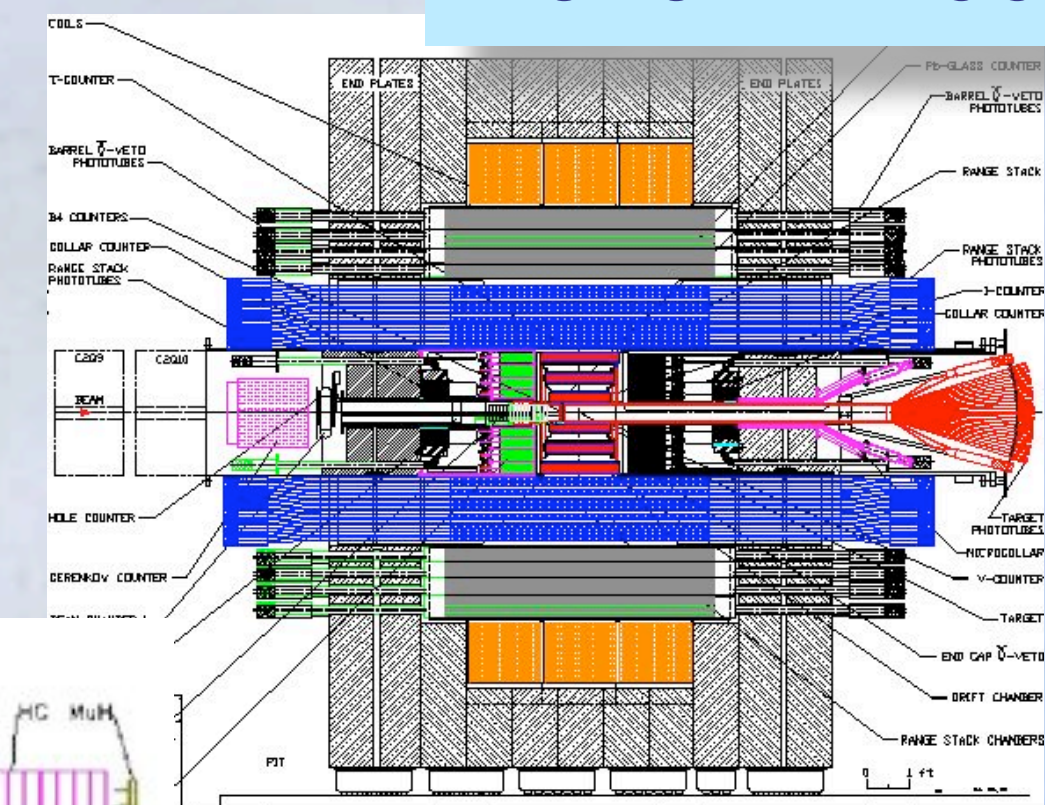 COILS
T-COUNTER
BARREL γ-VETO
PHOTOTUBES
B4 COUNTERS
COLLAR COUNTER
RANGE STACK
PHOTOTUBES
C2Q9
C2Q10
BEAM
HOLE COUNTER
CERENKOV COUNTER
END PLATES
END PLATES
Pb-GLASS COUNTER
BARREL γ-VETO
PHOTOTUBES
RANGE STACK
RANGE STACK
PHOTOTUBES
I-COUNTER
COLLAR COUNTER
TARGET
PHOTOTUBES
MICROCOLLAR
V-COUNTER
TARGET
END CAP γ-VETO
DRIFT CHAMBER
RANGE STACK CHAMBERS
PIT
0 1 ft
HC MuH